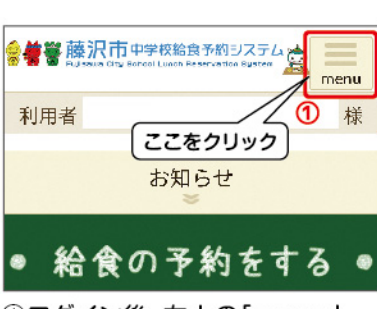 藤沢市中学校給食予約システム
Fujisawa City School Lunch Reservation System
menu
利用者
①
様
ここをクリック
お知らせ
給食の予約をする